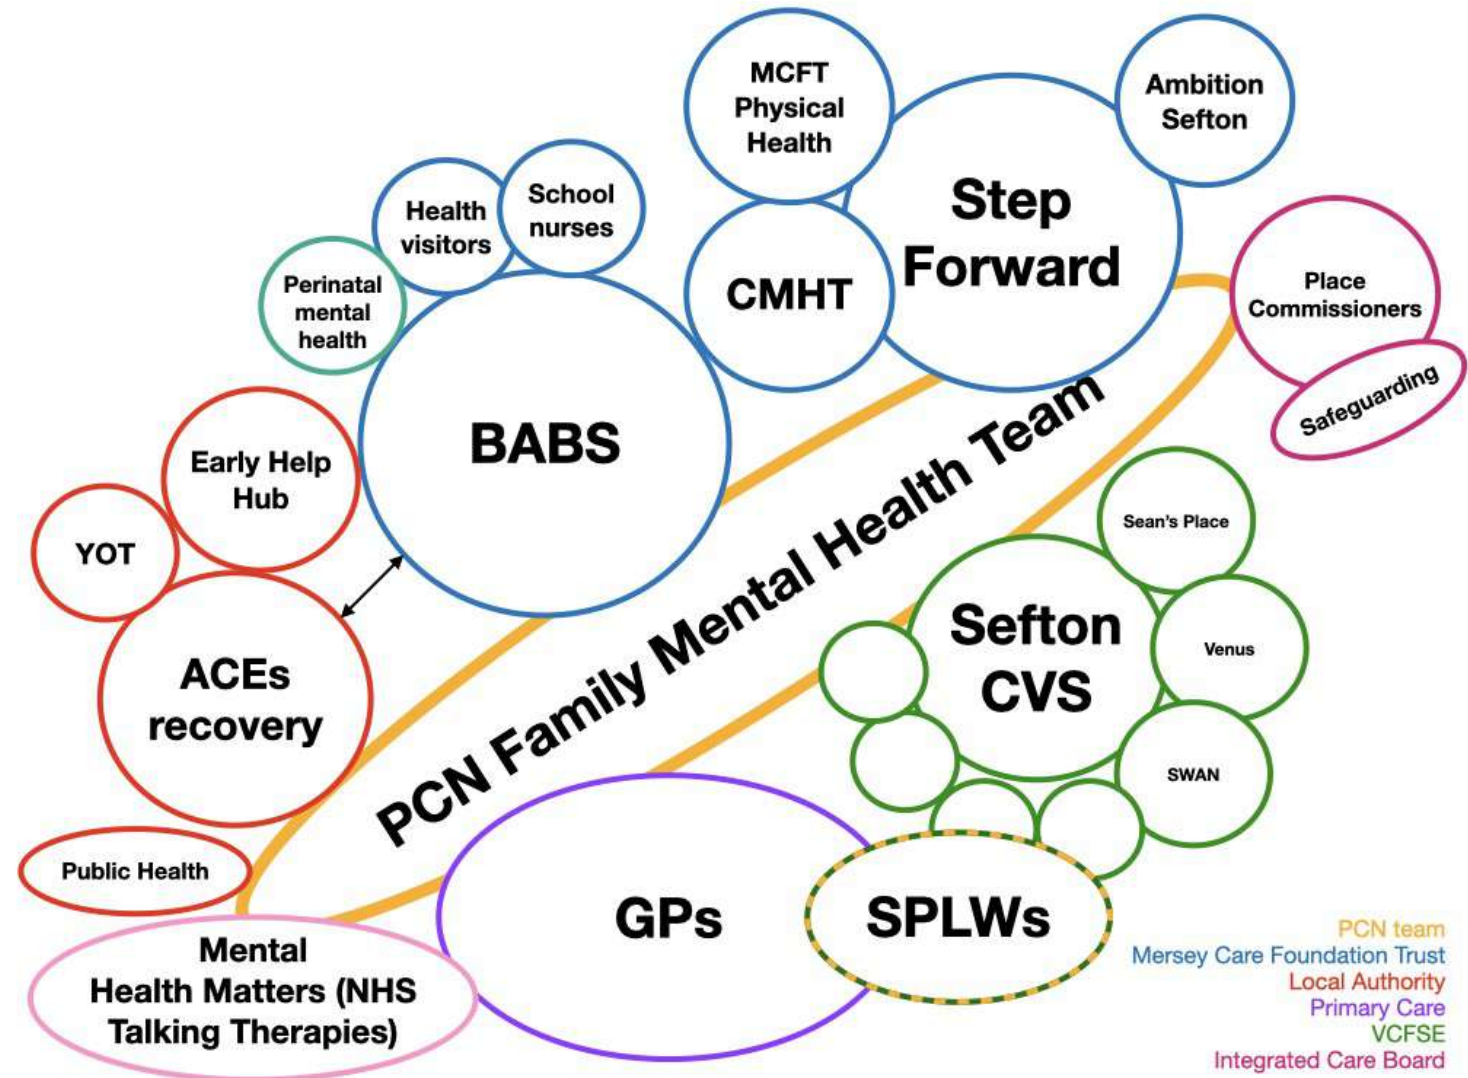 MCFT
Physical
Health
Ambition
Sefton
Step
Forward
School
nurses
Health
visitors
Perinatal
mental
health
CMHT
Place
Commissioners
Safeguarding
BABS
Early Help
Hub
YOT
ACEs
recovery
PCN Family Mental Health Team
Sean's Place
Sefton
CVS
Venus
SWAN
Public Health
GPs
SPLWs
Mental
Health Matters (NHS
Talking Therapies)
PCN team
Mersey Care Foundation Trust
Local Authority
Primary Care
VCFSE
Integrated Care Board